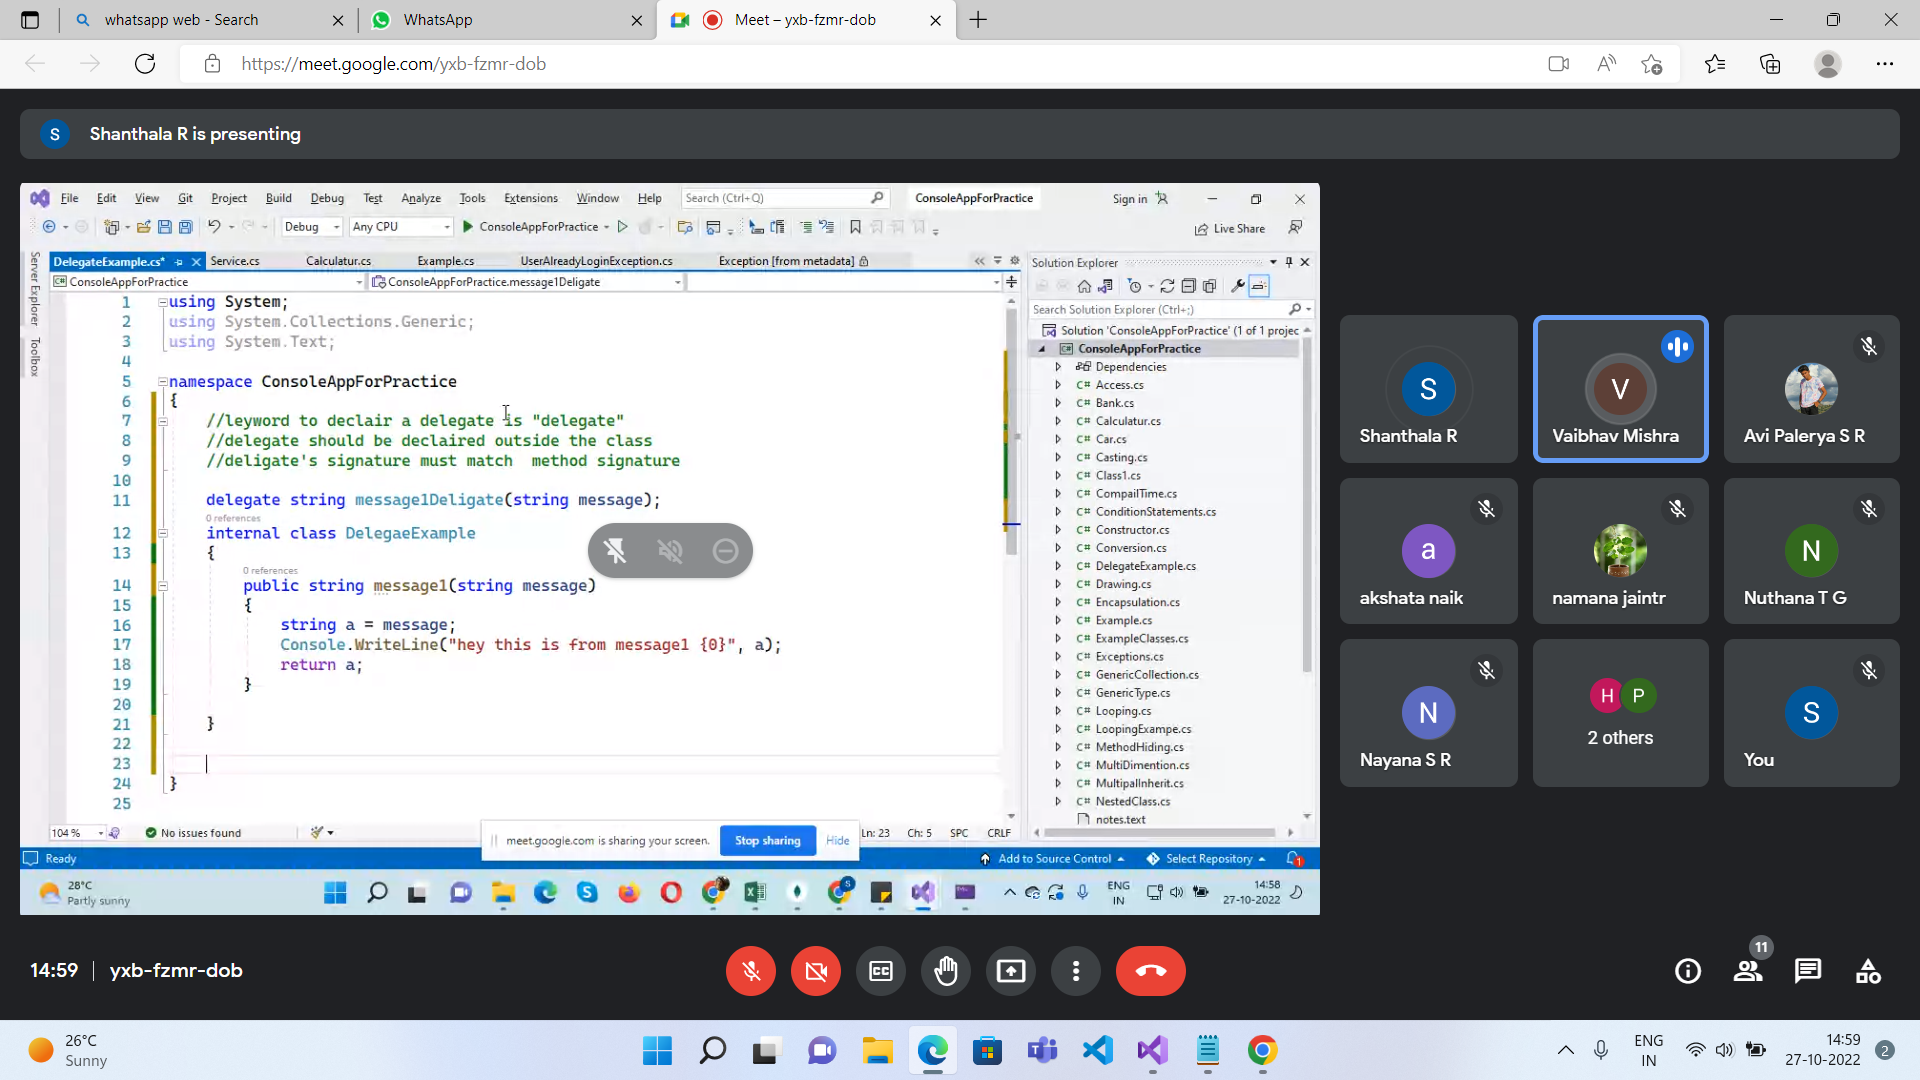 whatsapp web - Search
WhatsApp
Meet – yxb-fzmr-dob
https://meet.google.com/yxb-fzmr-dob
S
Shanthala R is presenting
File Edit View Git Project Build Debug Test Analyze Tools Extensions Window Help Search (Ctrl+Q) ConsoleAppForPractice Sign in
Debug Any CPU ConsoleAppForPractice Live Share
Server Explorer
Toolbox
DelegateExample.cs* Service.cs Calculatur.cs Example.cs UserAlreadyLoginException.cs Exception [from metadata]
ConsoleAppForPractice ConsoleAppForPractice.message1Deligate
1 using System;
2 using System.Collections.Generic;
3 using System.Text;
4
5 namespace ConsoleAppForPractice
6 {
7 //leyword to declair a delegate is "delegate"
8 //delegate should be declaired outside the class
9 //deligate's signature must match method signature
10
11 delegate string message1Deligate(string message);
0 references
12 internal class DelegaeExample
13 {
0 references
14 public string message1(string message)
15 {
16 string a = message;
17 Console.WriteLine("hey this is from message1 {0}", a);
18 return a;
19 }
20
21 }
22
23
24 }
25
104 % No issues found Ln: 23 Ch: 5 SPC CRLF
meet.google.com is sharing your screen. Stop sharing Hide
Ready Add to Source Control Select Repository 1
Solution Explorer
Search Solution Explorer (Ctrl+;)
Solution 'ConsoleAppForPractice' (1 of 1 projec
C# ConsoleAppForPractice
Dependencies
C# Access.cs
C# Bank.cs
C# Calculatur.cs
C# Car.cs
C# Casting.cs
C# Class1.cs
C# CompailTime.cs
C# ConditionStatements.cs
C# Constructor.cs
C# Conversion.cs
C# DelegateExample.cs
C# Drawing.cs
C# Encapsulation.cs
C# Example.cs
C# ExampleClasses.cs
C# Exceptions.cs
C# GenericCollection.cs
C# GenericType.cs
C# Looping.cs
C# LoopingExampe.cs
C# MethodHiding.cs
C# MultiDimention.cs
C# MultipalInherit.cs
C# NestedClass.cs
notes.text
28°C
Partly sunny
S
ENG
IN
14:58
27-10-2022
S
Shanthala R
V
Vaibhav Mishra
Avi Palerya S R
a
akshata naik
namana jaintr
N
Nuthana T G
N
Nayana S R
H P
2 others
S
You
14:59 | yxb-fzmr-dob
CC
11
26°C
Sunny
ENG
IN
14:59
27-10-2022
2